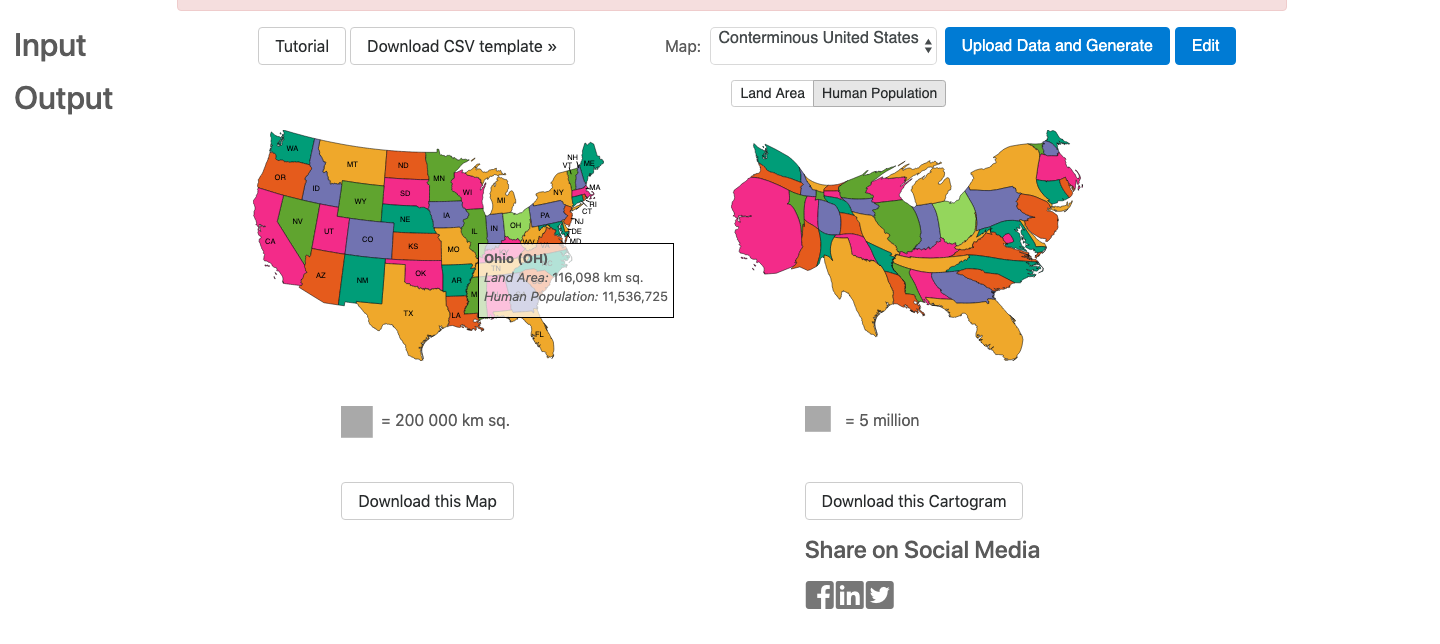 Input
Tutorial
Download CSV template »
Map:
Conterminous United States
Upload Data and Generate
Edit
Output
Land Area
Human Population
WA
MT
ND
MN
OR
ID
SD
WI
WY
MI
NY
NH
VT
ME
MA
RI
CT
NJ
DE
MD
NV
NE
IA
IL
IN
OH
PA
CA
UT
CO
KS
MO
WV
AZ
NM
OK
AR
TN
TX
LA
FL
Ohio (OH)
Land Area: 116,098 km sq.
Human Population: 11,536,725
= 200 000 km sq.
= 5 million
Download this Map
Download this Cartogram
Share on Social Media